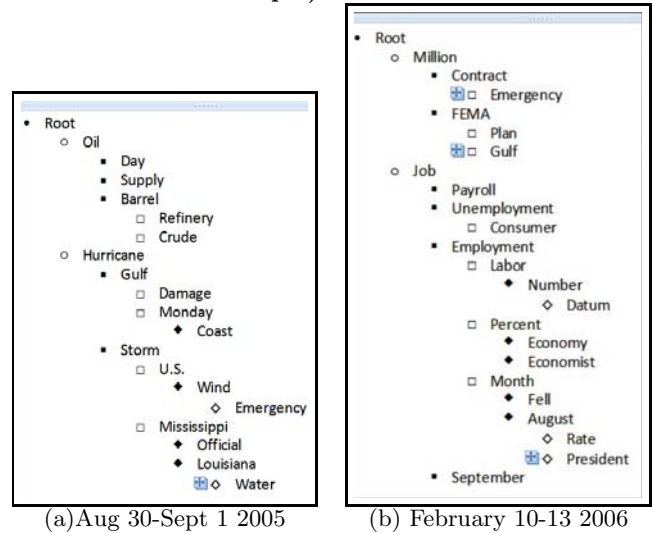 Root
Oil
Day
Supply
Barrel
Refinery
Crude
Hurricane
Gulf
Damage
Monday
Coast
Storm
U.S.
Wind
Emergency
Mississippi
Official
Louisiana
Water
(a)Aug 30-Sept 1 2005
Root
Million
Contract
Emergency
FEMA
Plan
Gulf
Job
Payroll
Unemployment
Consumer
Employment
Labor
Number
Datum
Percent
Economy
Economist
Month
Fell
August
Rate
President
September
(b) February 10-13 2006